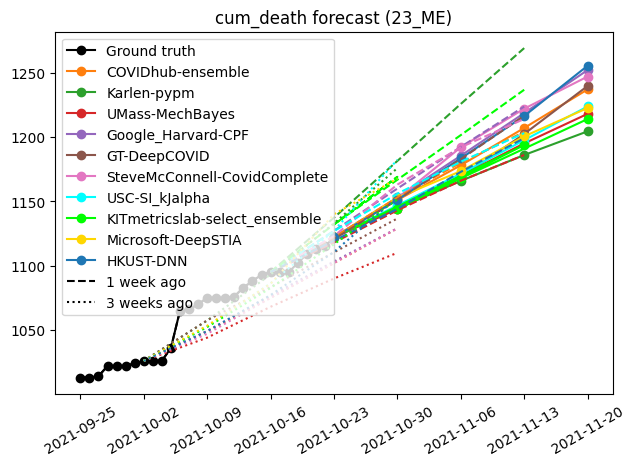 cum_death forecast (23_ME)
1250
1200
1150
1100
1050
Ground truth
COVIDhub-ensemble
Karlen-pypm
UMass-MechBayes
Google_Harvard-CPF
GT-DeepCOVID
SteveMcConnell-CovidComplete
USC-SI_kJalpha
KITmetricslab-select_ensemble
Microsoft-DeepSTIA
HKUST-DNN
1 week ago
3 weeks ago
2021-09-25
2021-10-02
2021-10-09
2021-10-16
2021-10-23
2021-10-30
2021-11-06
2021-11-13
2021-11-20